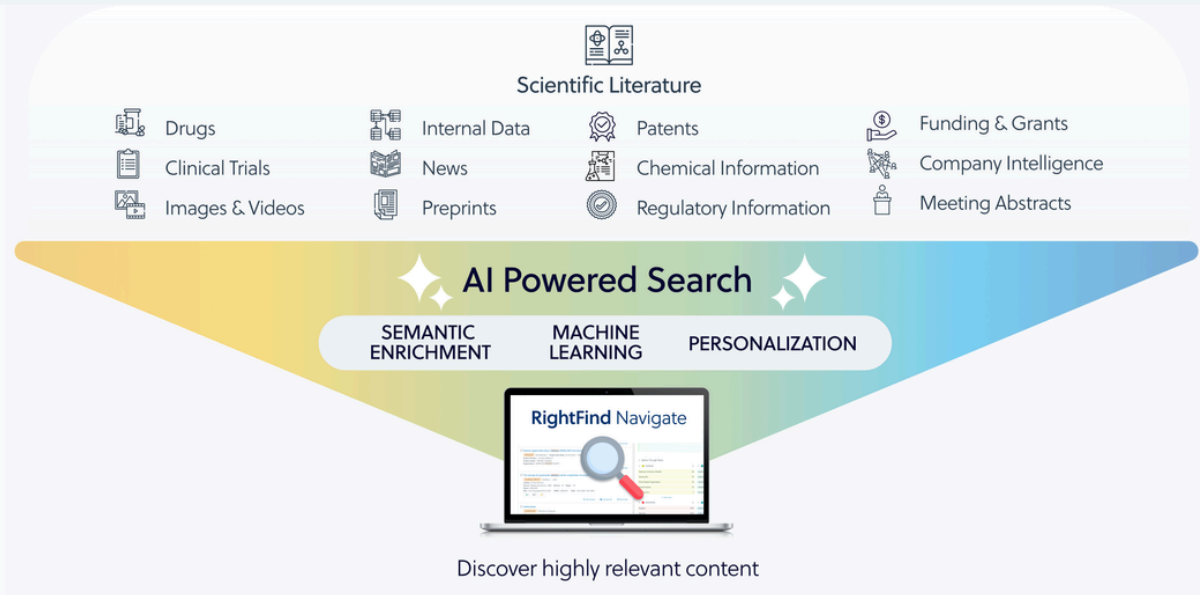 Scientific Literature
Drugs
Clinical Trials
Images & Videos
Internal Data
News
Preprints
Patents
Chemical Information
Regulatory Information
Funding & Grants
Company Intelligence
Meeting Abstracts
AI Powered Search
SEMANTIC
ENRICHMENT
MACHINE
LEARNING
PERSONALIZATION
RightFind Navigate
Discover highly relevant content